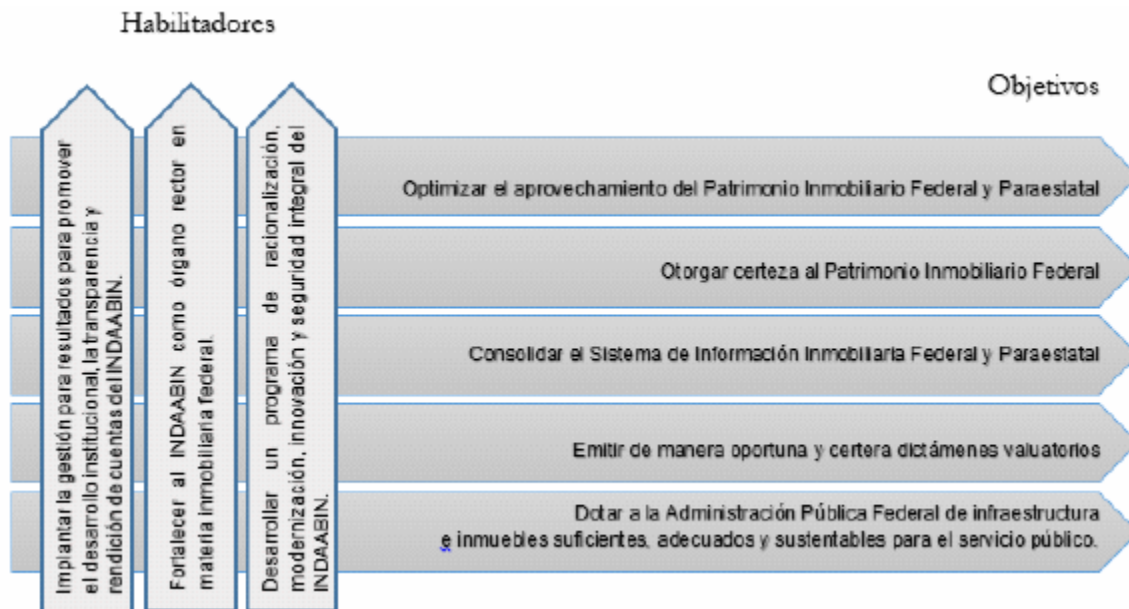 Habilitadores
Objetivos
Implantar la gestión para resultados para promover
el desarrollo institucional, la transparencia y
rendición de cuentas del INDAABIN.
Fortalecer al INDAABIN como órgano rector en
materia inmobiliaria federal.
Desarrollar un programa de racionalización,
modernización, innovación y seguridad integral del
INDAABIN.
Optimizar el aprovechamiento del Patrimonio Inmobiliario Federal y Paraestatal
Otorgar certeza al Patrimonio Inmobiliario Federal
Consolidar el Sistema de Información Inmobiliaria Federal y Paraestatal
Emitir de manera oportuna y certera dictámenes valuatorios
Dotar a la Administración Pública Federal de infraestructura
e inmuebles suficientes, adecuados y sustentables para el servicio público.